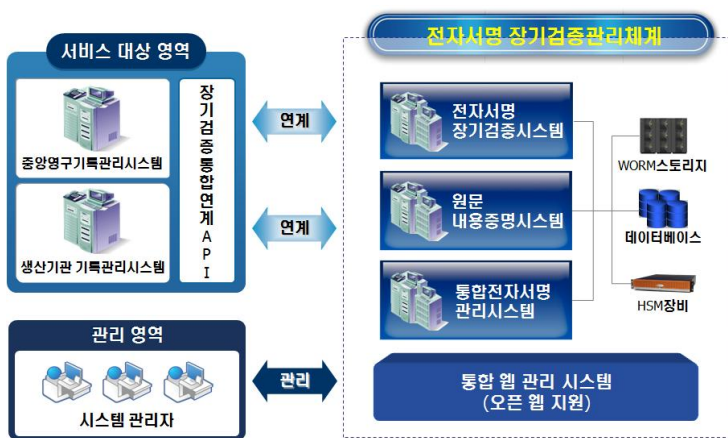 서비스 대상 영역
중앙영구기록관리시스템
생산기관 기록관리시스템
장기검증통합연계API
연계
연계
전자서명 장기검증관리체계
전자서명
장기검증시스템
원문
내용증명시스템
통합전자서명
관리시스템
WORM스토리지
데이터베이스
HSM장비
관리 영역
시스템 관리자
관리
통합 웹 관리 시스템
(오픈 웹 지원)